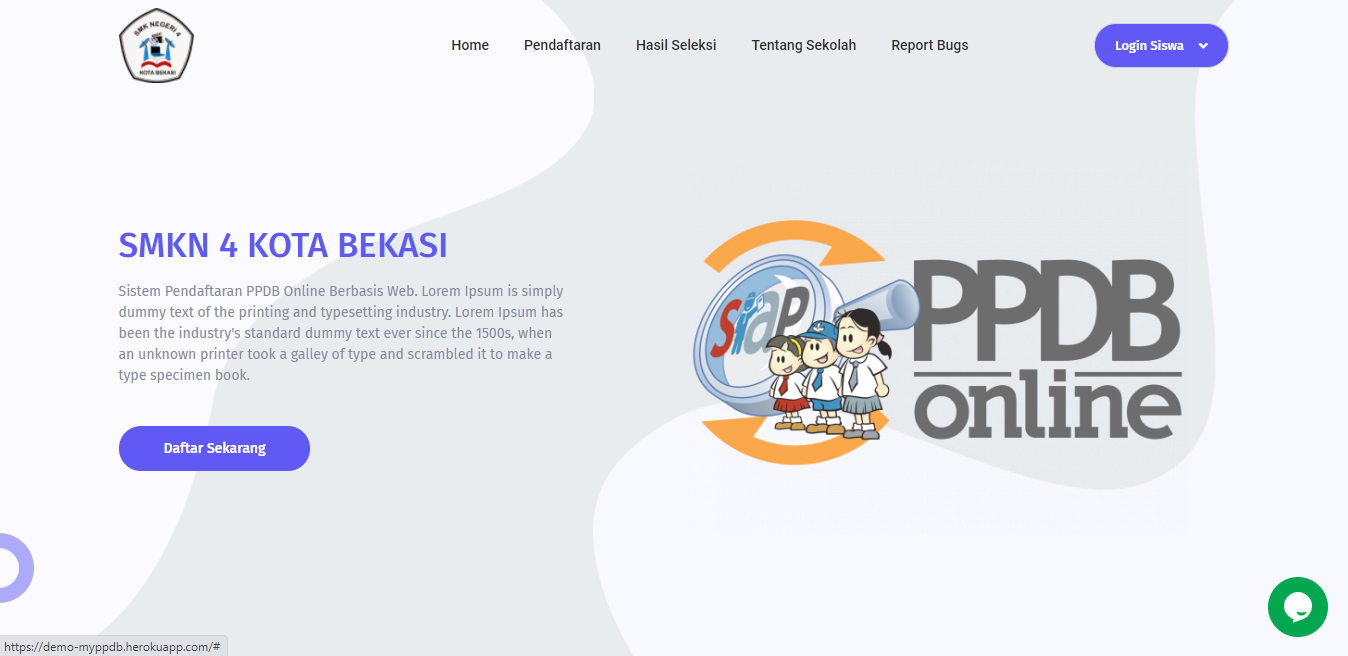 SMK NEGERI 4
KOTA BEKASI
Home
Pendaftaran
Hasil Seleksi
Tentang Sekolah
Report Bugs
Login Siswa
SMKN 4 KOTA BEKASI
Sistem Pendaftaran PPDB Online Berbasis Web. Lorem Ipsum is simply
dummy text of the printing and typesetting industry. Lorem Ipsum has
been the industry's standard dummy text ever since the 1500s, when
an unknown printer took a galley of type and scrambled it to make a
type specimen book.
Daftar Sekarang
Siap
PPDB
online
https://demo-myppdb.herokuapp.com/#